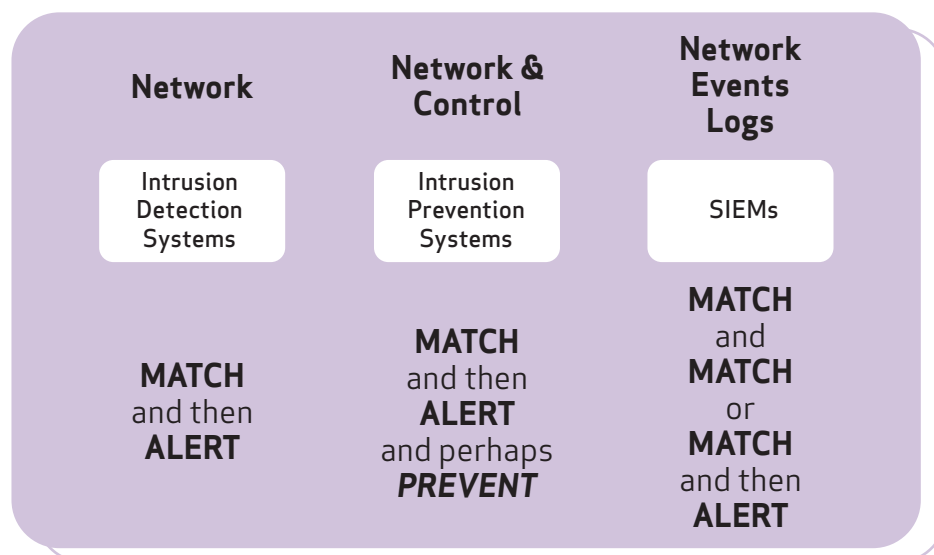 Network
Intrusion
Detection
Systems
MATCH
and then
ALERT
Network &
Control
Intrusion
Prevention
Systems
MATCH
and then
ALERT
and perhaps
PREVENT
Network
Events
Logs
SIEMs
MATCH
and
MATCH
or
MATCH
and then
ALERT